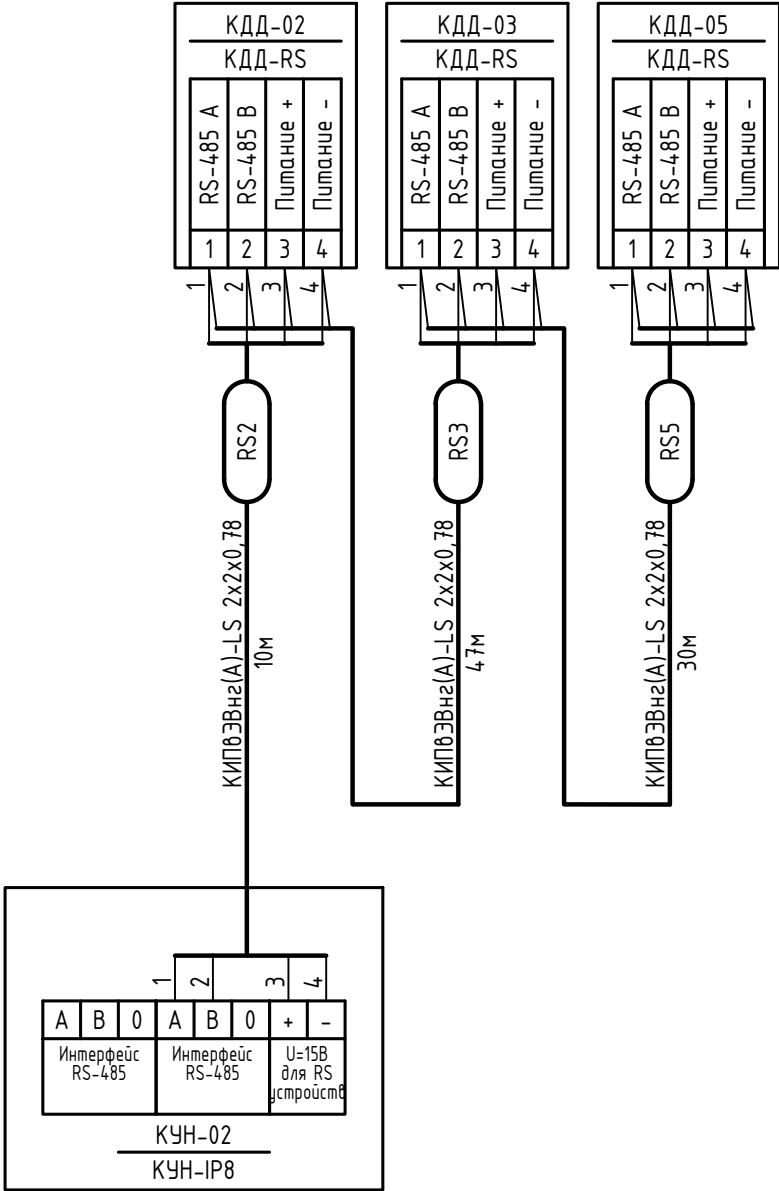 КДД-02
КДД-RS
RS-485 A
RS-485 B
Питание +
Питание -
1 2 3 4
1 2 3 4
КДД-03
КДД-RS
RS-485 A
RS-485 B
Питание +
Питание -
1 2 3 4
1 2 3 4
КДД-05
КДД-RS
RS-485 A
RS-485 B
Питание +
Питание -
1 2 3 4
1 2 3 4
RS2
КИПвЭВнг(А)-LS 2х2х0,78
10м
RS3
КИПвЭВнг(А)-LS 2х2х0,78
47м
RS5
КИПвЭВнг(А)-LS 2х2х0,78
30м
1 2 3 4
A B 0 A B 0 + -
Интерфейс
RS-485
Интерфейс
RS-485
U=15В
для RS
устройств
КУН-02
КУН-IP8